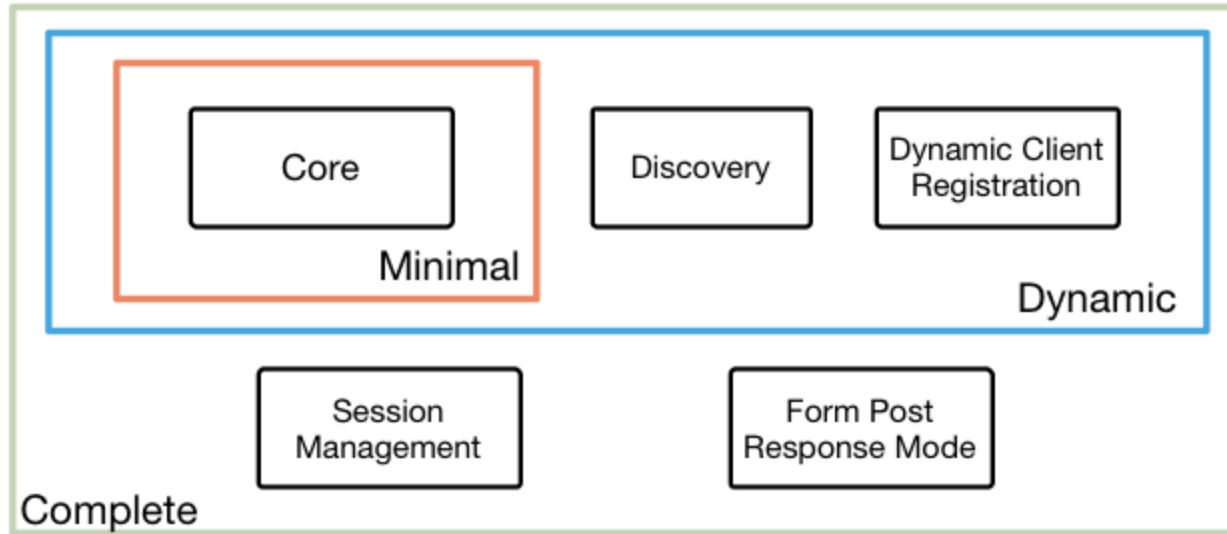 Core
Minimal
Discovery
Dynamic Client
Registration
Dynamic
Session
Management
Form Post
Response Mode
Complete